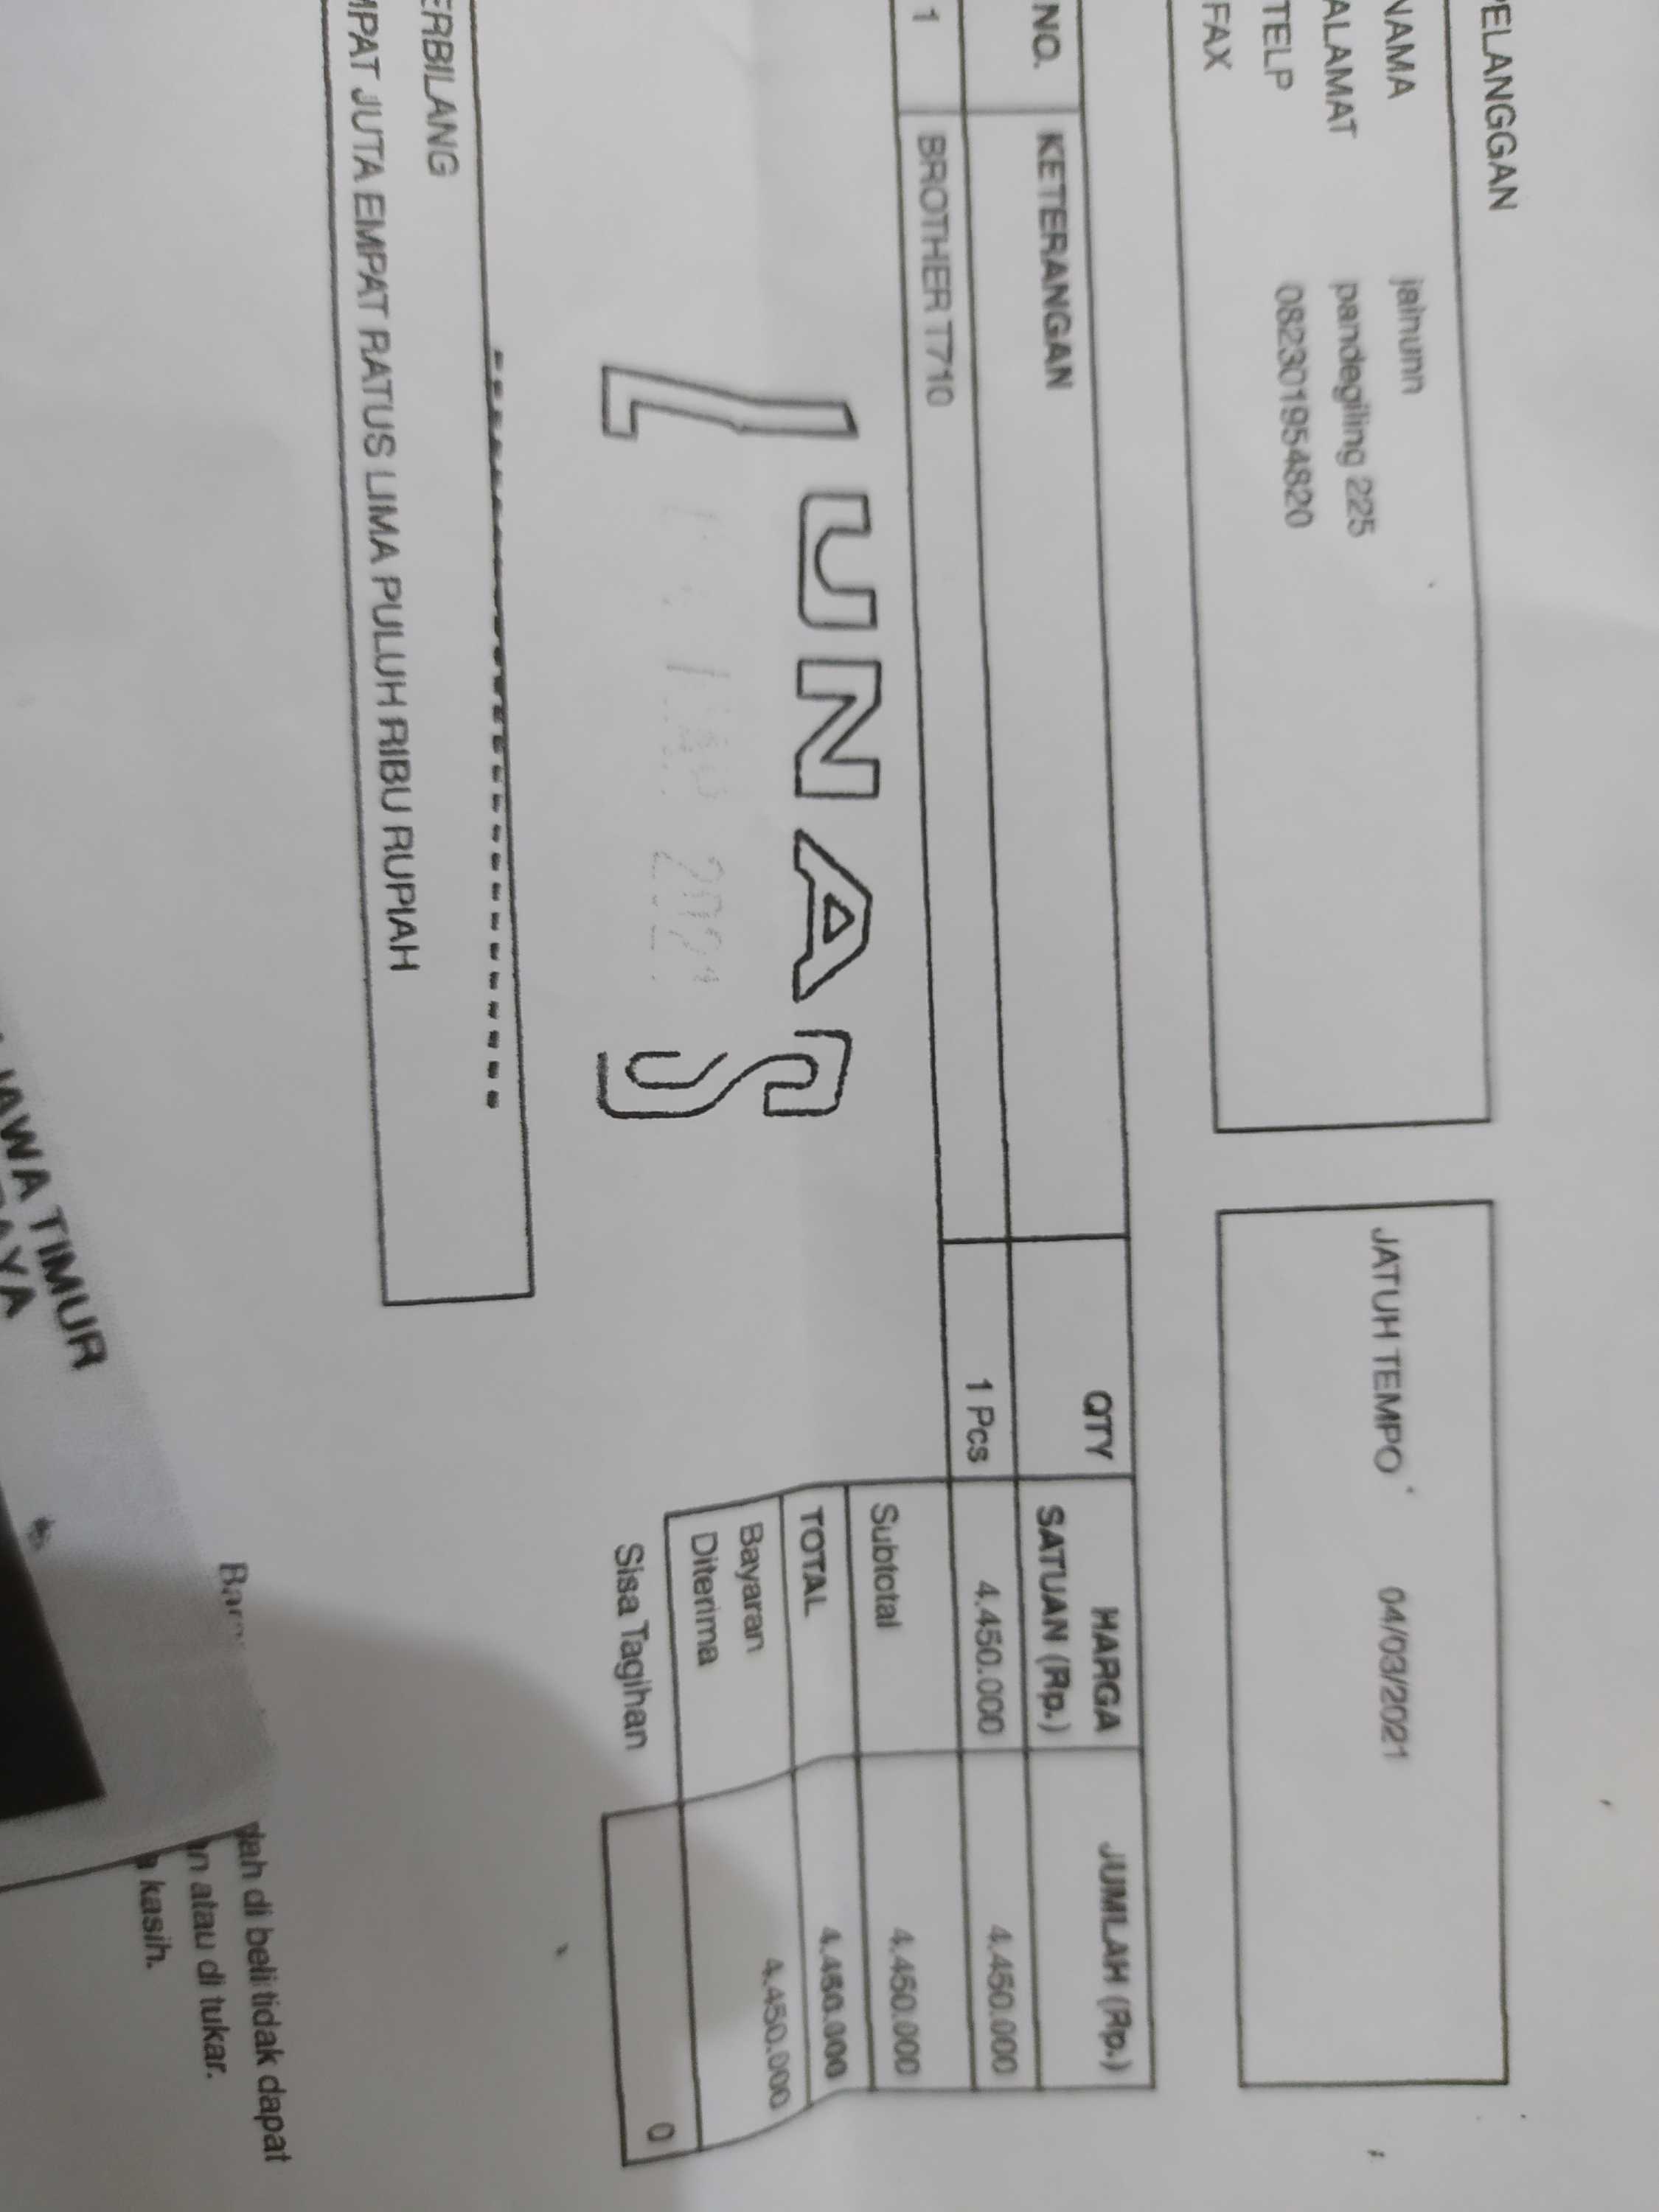 PELANGGAN
NAMA jainunn
ALAMAT pandegiling 225
TELP 082301954820
FAX
JATUH TEMPO 04/03/2021
NO. KETERANGAN QTY HARGA SATUAN (Rp.) JUMLAH (Rp.)
1 BROTHER T710 1 Pcs 4.450.000 4.450.000
Subtotal 4.450.000
TOTAL 4.450.000
Bayaran Diterima 4.450.000
Sisa Tagihan 0
LUNAS
ERBILANG
MPAT JUTA EMPAT RATUS LIMA PULUH RIBU RUPIAH
dah di beli tidak dapat
an atau di tukar.
kasih.
JAWA TIMUR